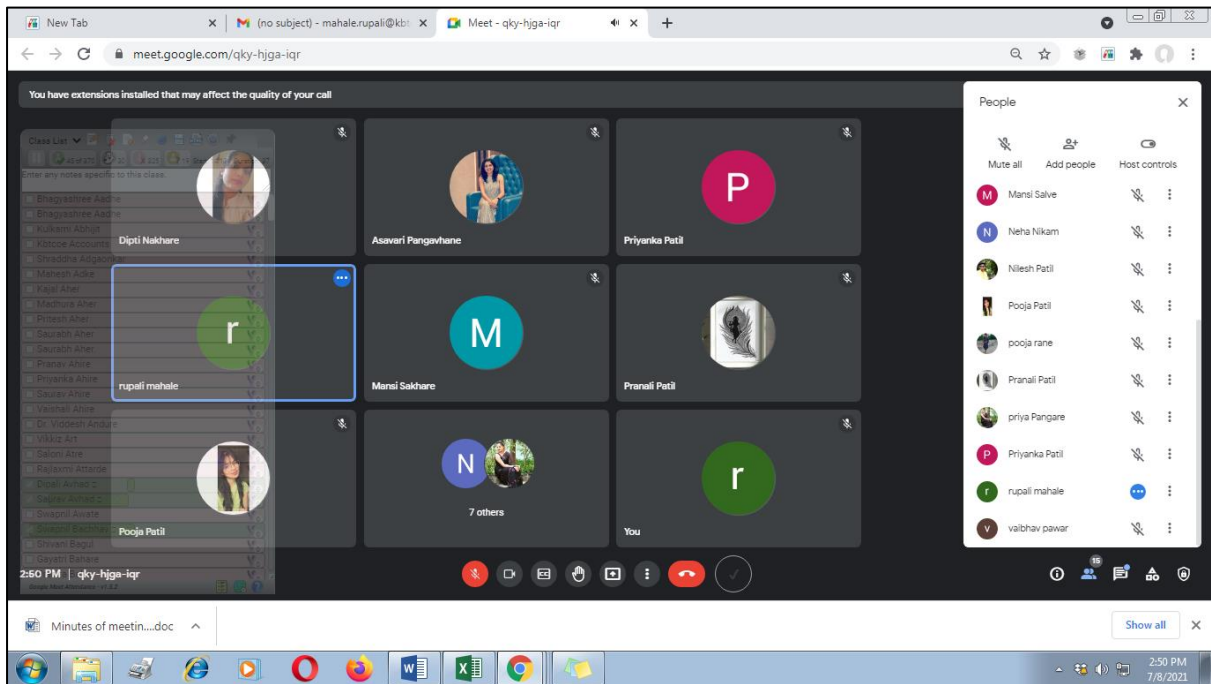 New Tab
(no subject) - mahale.rupali@kbt
Meet - qky-hjga-iqr
meet.google.com/qky-hjga-iqr
You have extensions installed that may affect the quality of your call
Class List
Enter any notes specific to this class.
Bhagyashree Aadhe
Bhagyashree Aadhe
Kulkarni Abhijit
Kbtcoe Accounts
Shraddha Adgaonkar
Mahesh Adke
Kajal Aher
Madhura Aher
Pritesh Aher
Saurabh Aher
Saurabh Aher
Pranav Ahire
Priyanka Ahire
Saurav Ahire
Vaishali Ahire
Dr. Viddesh Andure
Vikkiz Art
Saloni Atre
Rajlaxmi Attarde
Dipali Avhad
Swapnil Awate
Shivani Bagul
Gayatri Bahare
Dipti Nakhare
Asavari Pangavhane
P
Priyanka Patil
r
rupali mahale
M
Mansi Sakhare
Pranali Patil
Pooja Patil
N
7 others
r
You
People
Mute all
Add people
Host controls
M Mansi Salve
N Neha Nikam
Nilesh Patil
Pooja Patil
pooja rane
Pranali Patil
priya Pangare
P Priyanka Patil
r rupali mahale
v vaibhav pawar
2:50 PM | qky-hjga-iqr
15
Minutes of meetin....doc
Show all
2:50 PM
7/8/2021